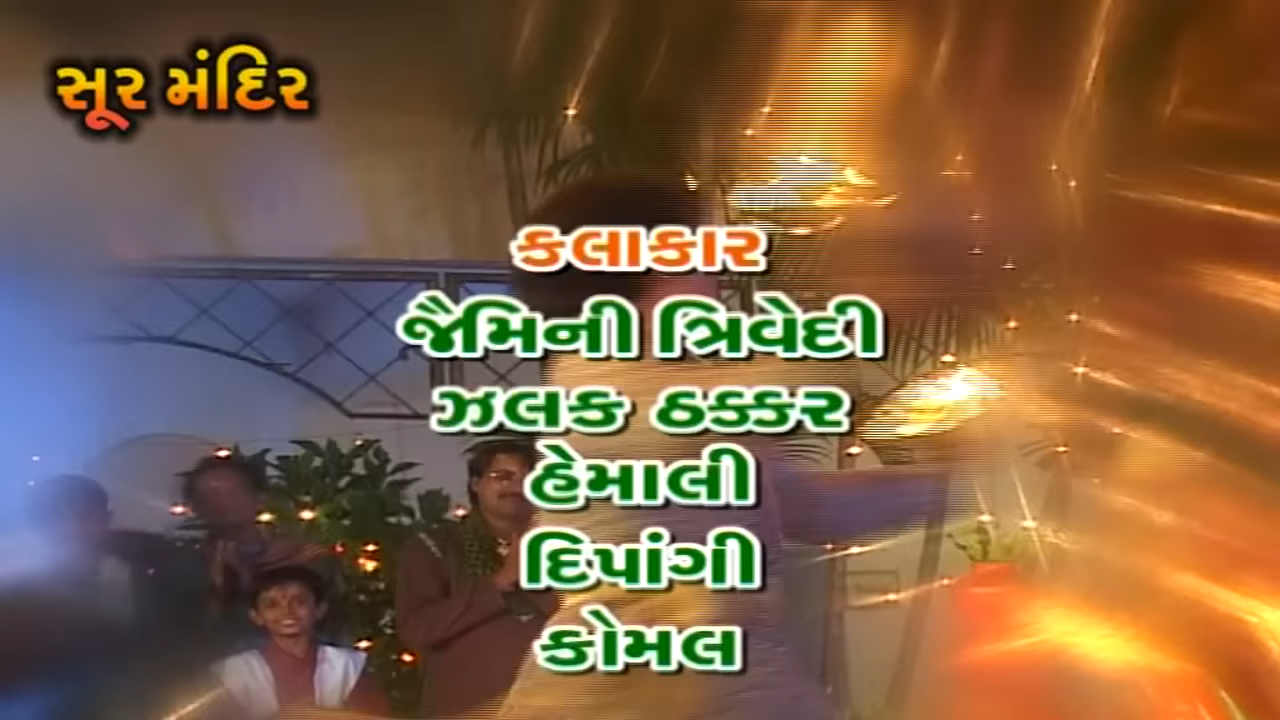 સૂર મંદિર
કલાકાર
જૈમિની ત્રિવેદી
ઝલક ઠક્કર
હેમાલી
દિપાંગી
કોમલ